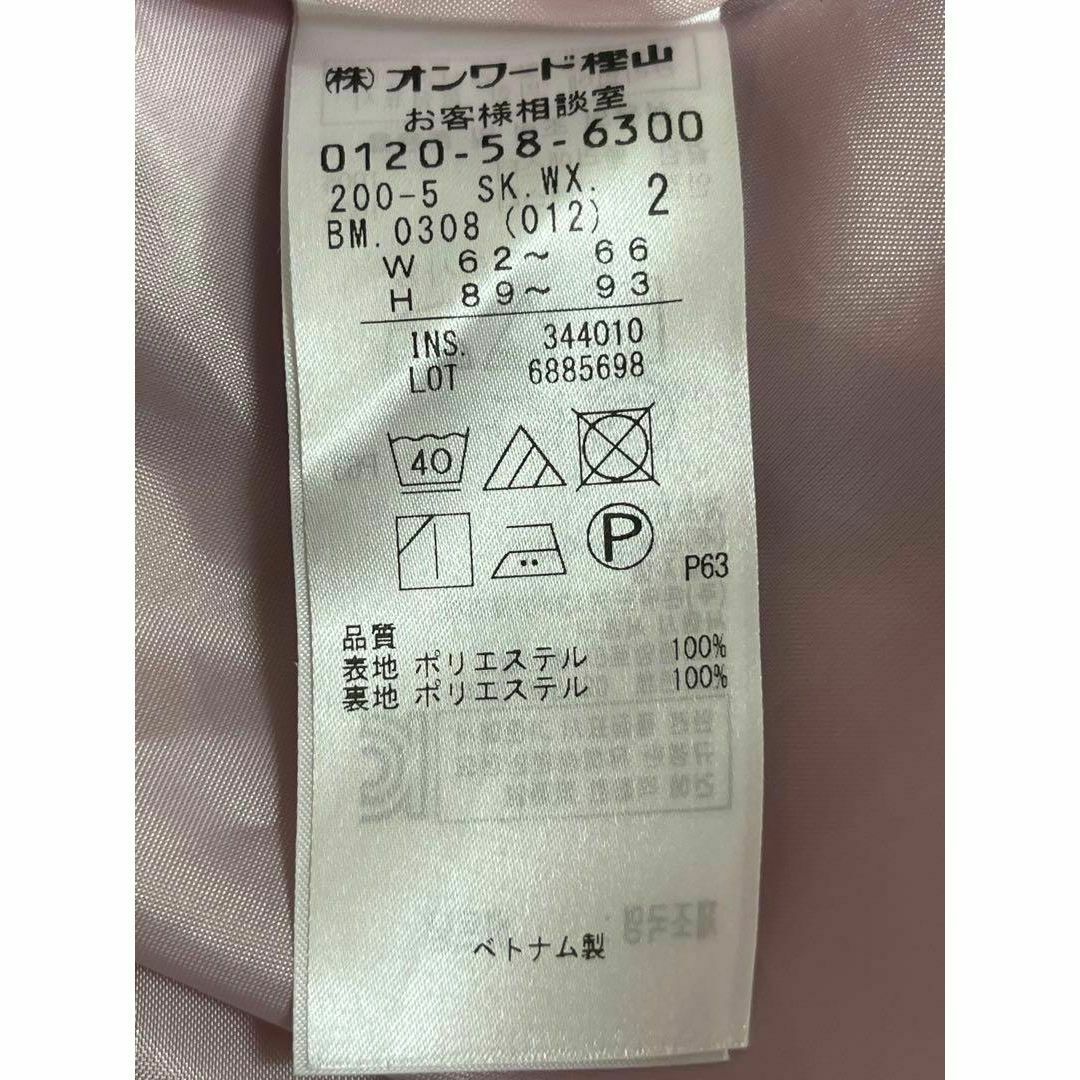 ㈱オンワード樫山
お客様相談室
0120-58-6300
200-5 SK.WX. 2
BM.0308 (012)
W 62～ 66
H 89～ 93
INS. 344010
LOT 6885698
40
P
P63
品質
表地 ポリエステル 100%
裏地 ポリエステル 100%
ベトナム製